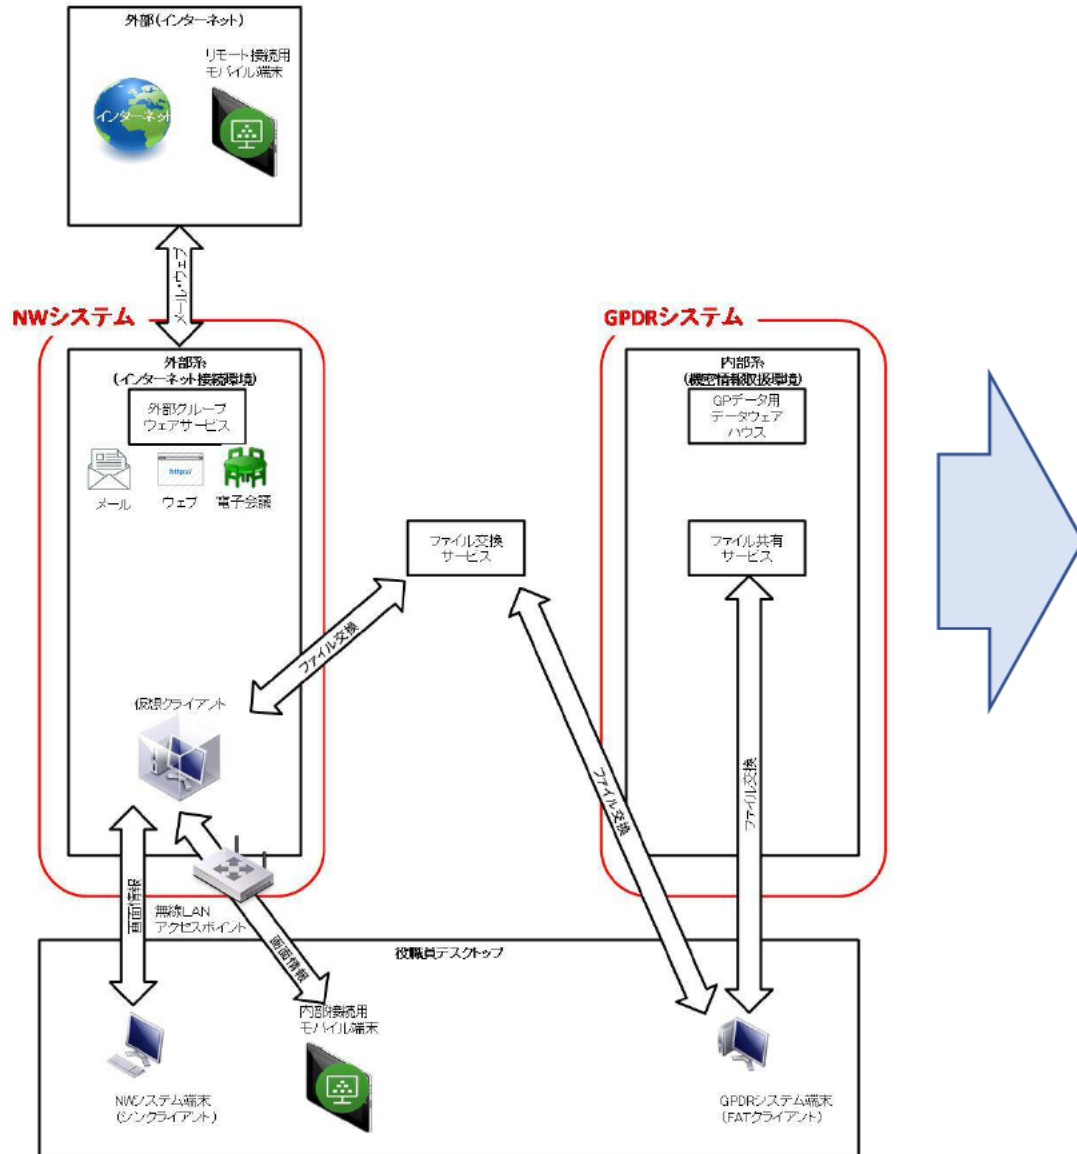 外部(インターネット)
リモート接続用
モバイル端末
インターネット
メール・ウェブ
NWシステム
GPDRシステム
外部系
(インターネット接続環境)
外部グループ
ウェアサービス
メール
ウェブ
http://
電子会議
内部系
(機密情報取扱環境)
GPデータ用
データウェア
ハウス
ファイル交換
サービス
ファイル共有
サービス
ファイル交換
仮想クライアント
ファイル交換
ファイル交換
画面情報
無線LAN
アクセスポイント
画面情報
役職員デスクトップ
内部接続用
モバイル端末
NWシステム端末
(シンクライアント)
GPDRシステム端末
(FATクライアント)